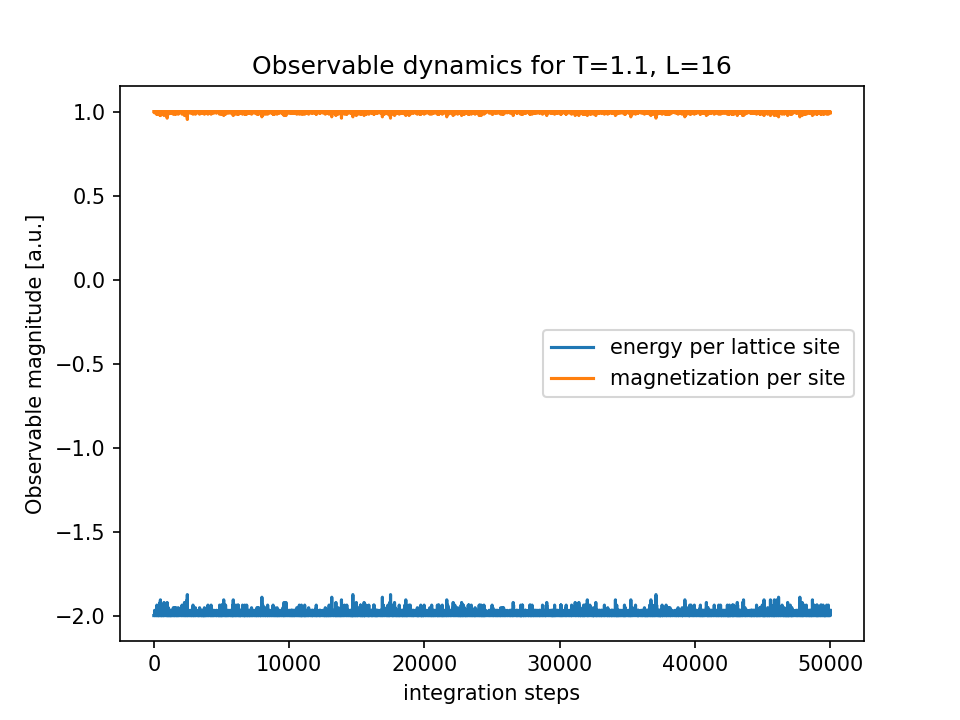 Observable dynamics for T=1.1, L=16
Observable magnitude [a.u.]
1.0
0.5
0.0
−0.5
−1.0
−1.5
−2.0
energy per lattice site
magnetization per site
0 10000 20000 30000 40000 50000
integration steps